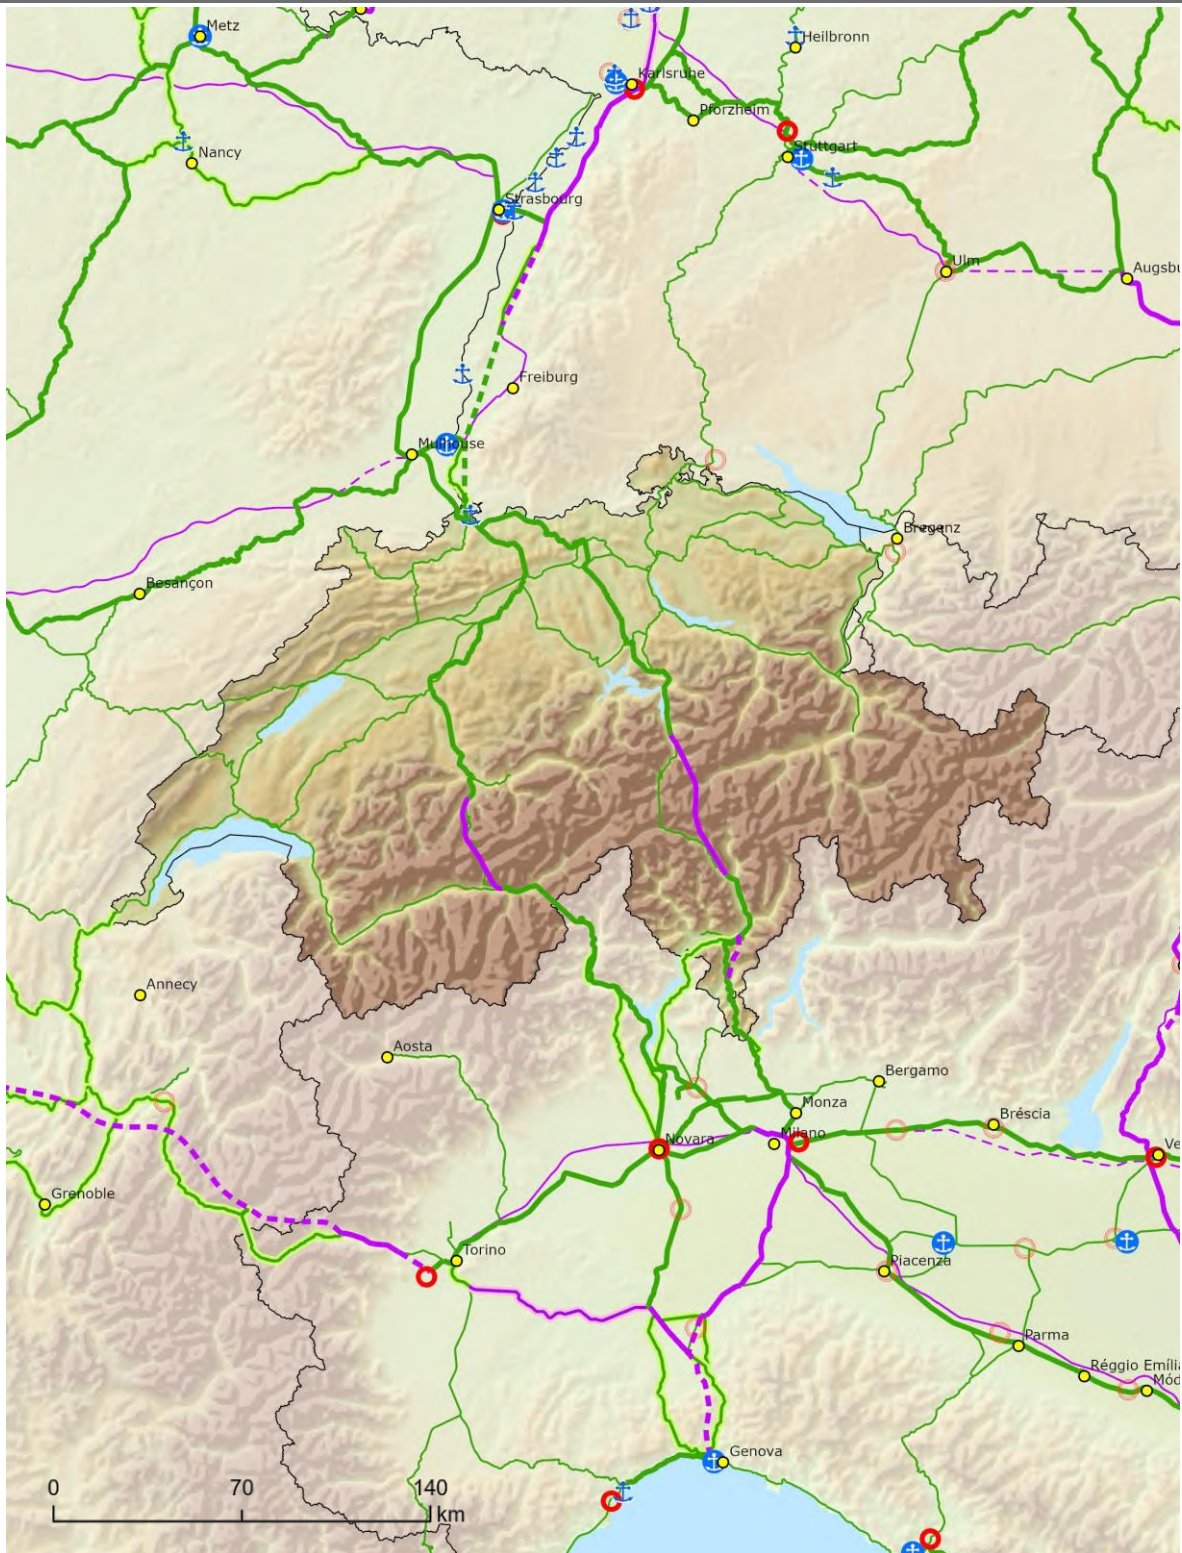 Metz
Heilbronn
Karlsruhe
Pforzheim
Nancy
Stuttgart
Strasbourg
Ulm
Augsbu
Freiburg
Mulhouse
Bregenz
Besançon
Annecy
Aosta
Bergamo
Monza
Bréscia
Novara
Milano
Ve
Grenoble
Torino
Piacenza
Parma
Réggio Emília
Mód
Genova
0 70 140
km